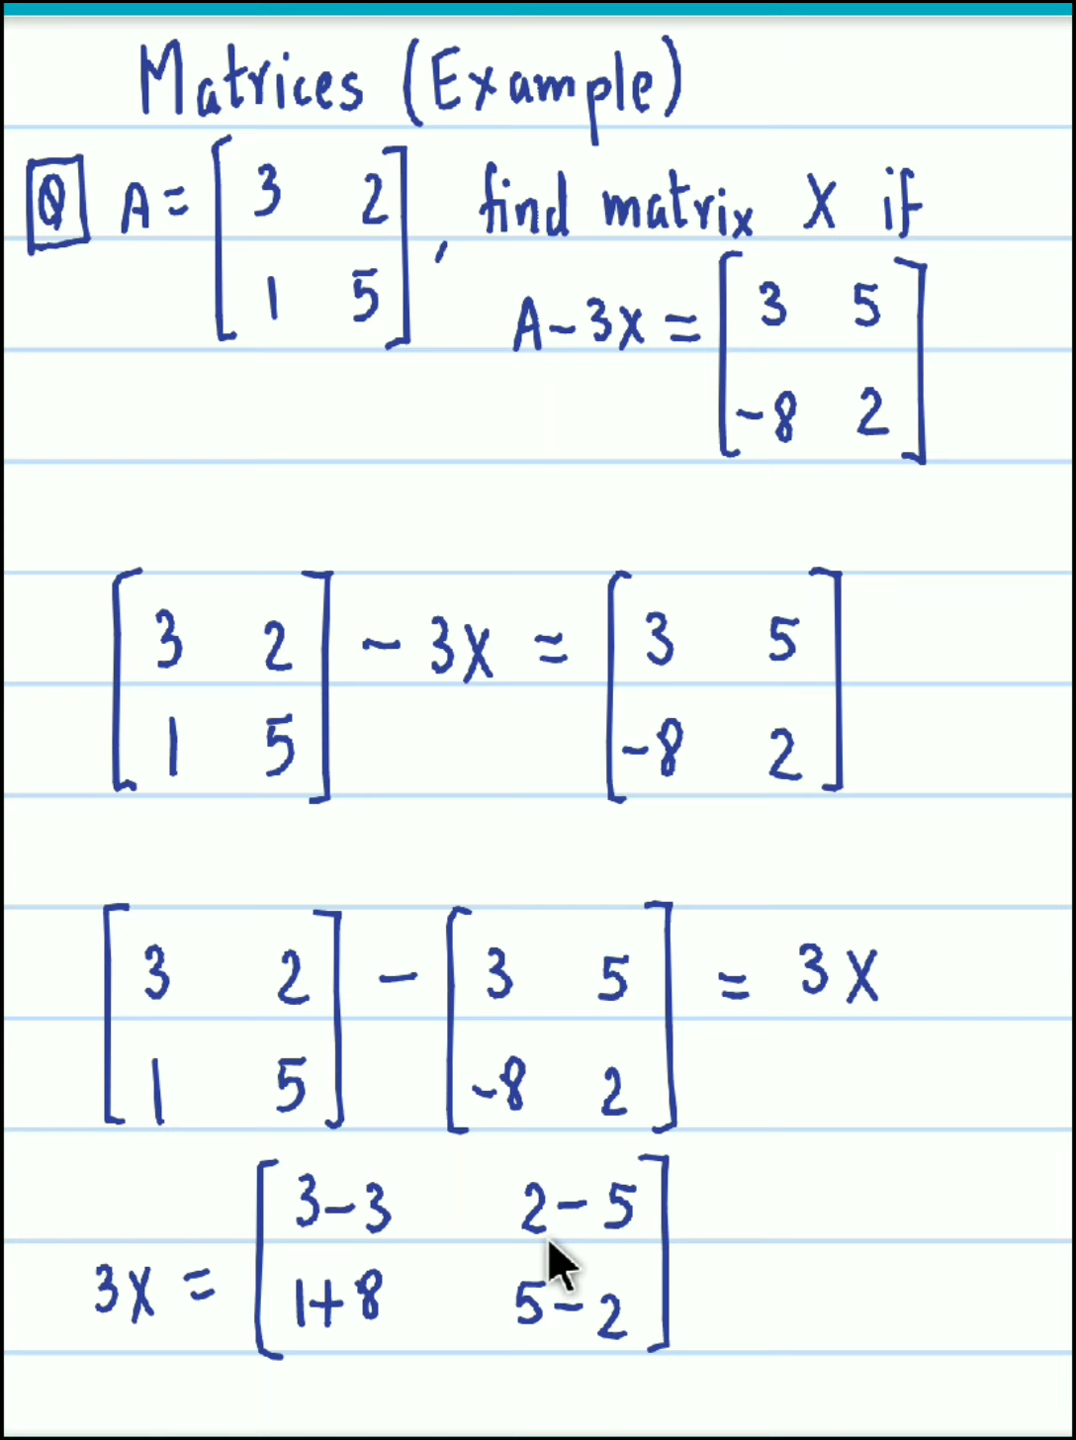 Matrices (Example)
Q A = [ 3 2 ], find matrix X if
1 5 A - 3x = [ 3 5 ]
-8 2
[ 3 2 ] - 3X = [ 3 5 ]
1 5 -8 2
[ 3 2 ] - [ 3 5 ] = 3X
1 5 -8 2
3X = [ 3-3 2-5 ]
1+8 5-2